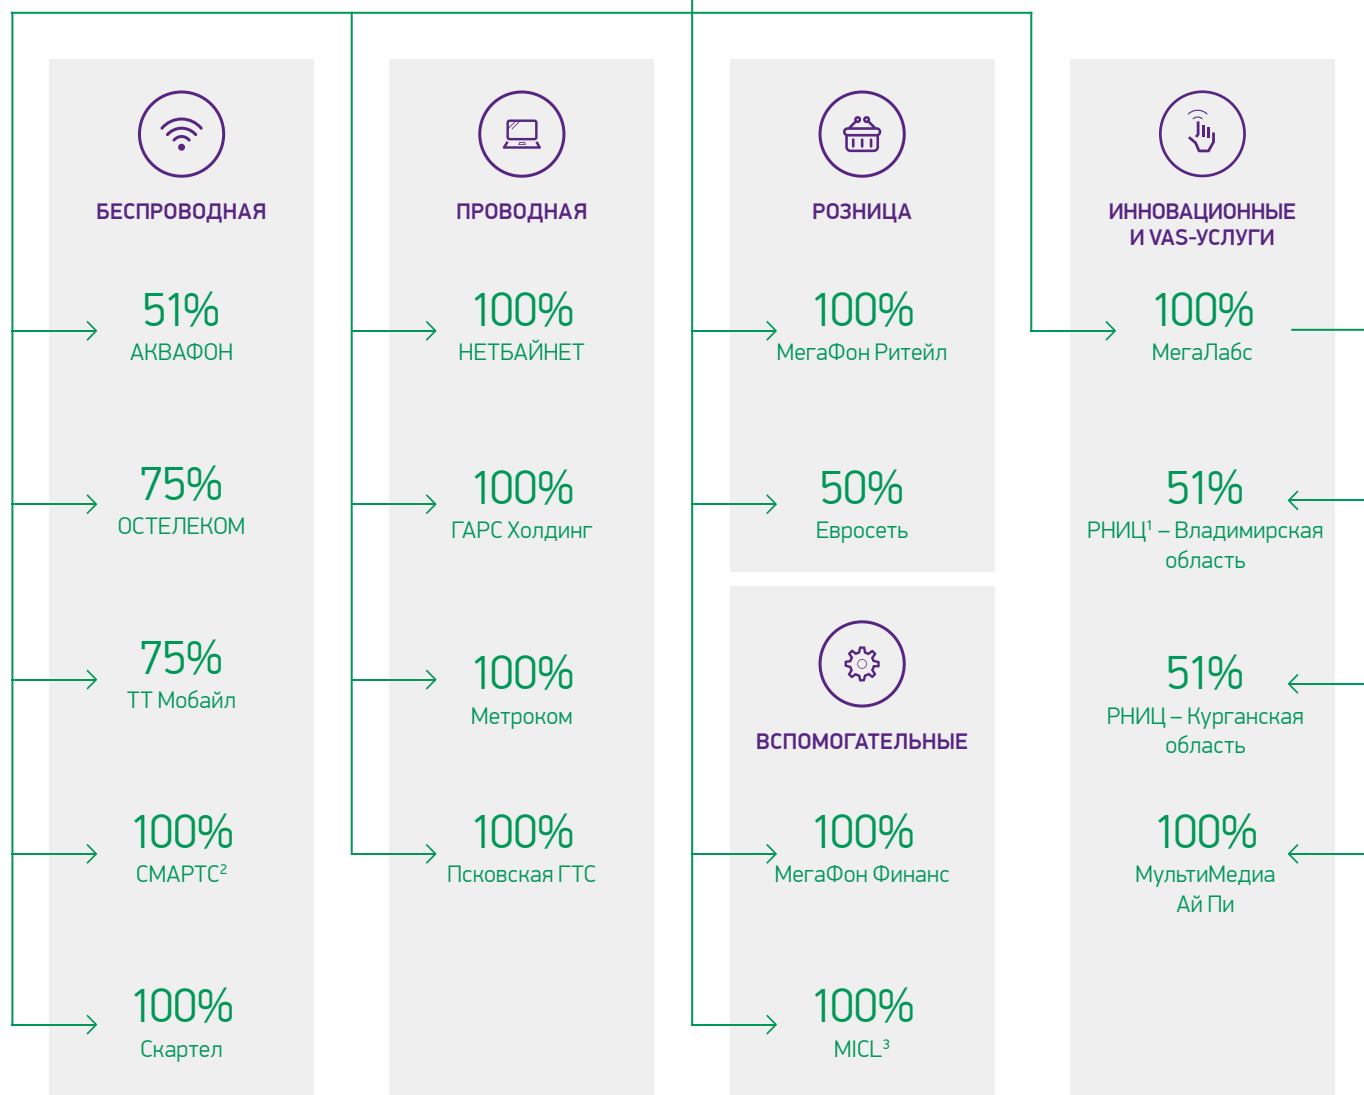 БЕСПРОВОДНАЯ
51%
АКВАФОН
75%
ОСТЕЛЕКОМ
75%
ТТ Мобайл
100%
СМАРТС²
100%
Скартел
ПРОВОДНАЯ
100%
НЕТБАЙНЕТ
100%
ГАРС Холдинг
100%
Метроком
100%
Псковская ГТС
РОЗНИЦА
100%
МегаФон Ритейл
50%
Евросеть
ВСПОМОГАТЕЛЬНЫЕ
100%
МегаФон Финанс
100%
MICL³
ИННОВАЦИОННЫЕ
И VAS-УСЛУГИ
100%
МегаЛабс
51%
РНИЦ¹ – Владимирская
область
51%
РНИЦ – Курганская
область
100%
МультиМедиа
Ай Пи